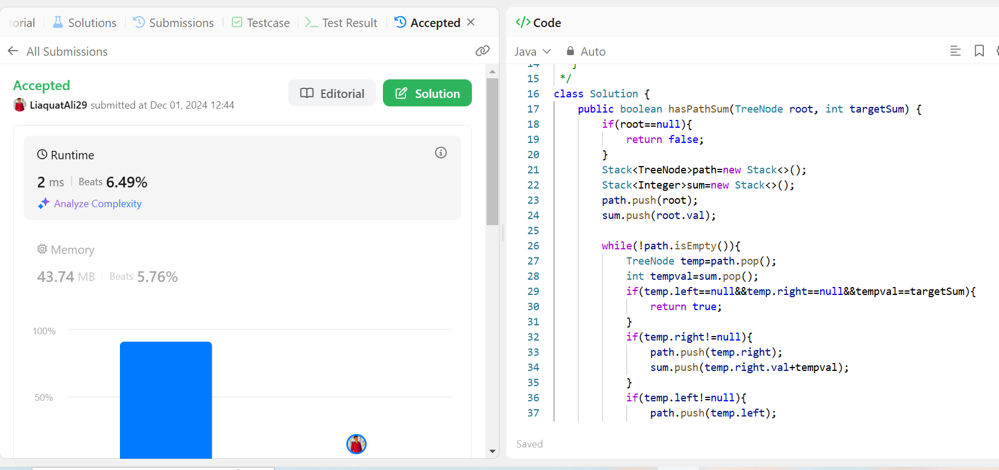 torial Solutions Submissions Testcase Test Result Accepted
All Submissions
Accepted
LiaquatAli29 submitted at Dec 01, 2024 12:44
Editorial
Solution
Runtime
2 ms Beats 6.49%
Analyze Complexity
Memory
43.74 MB Beats 5.76%
100%
50%
</> Code
Java Auto
14 }
15 */
16 class Solution {
17 public boolean hasPathSum(TreeNode root, int targetSum) {
18 if(root==null){
19 return false;
20 }
21 Stack<TreeNode>path=new Stack<>();
22 Stack<Integer>sum=new Stack<>();
23 path.push(root);
24 sum.push(root.val);
25
26 while(!path.isEmpty()){
27 TreeNode temp=path.pop();
28 int tempval=sum.pop();
29 if(temp.left==null&&temp.right==null&&tempval==targetSum){
30 return true;
31 }
32 if(temp.right!=null){
33 path.push(temp.right);
34 sum.push(temp.right.val+tempval);
35 }
36 if(temp.left!=null){
37 path.push(temp.left);
Saved